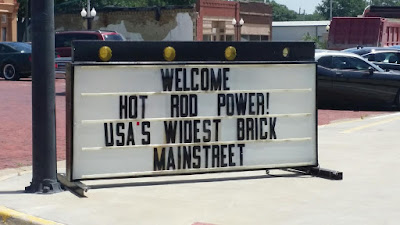 WELCOME
HOT ROD POWER!
USA'S WIDEST BRICK
MAINSTREET